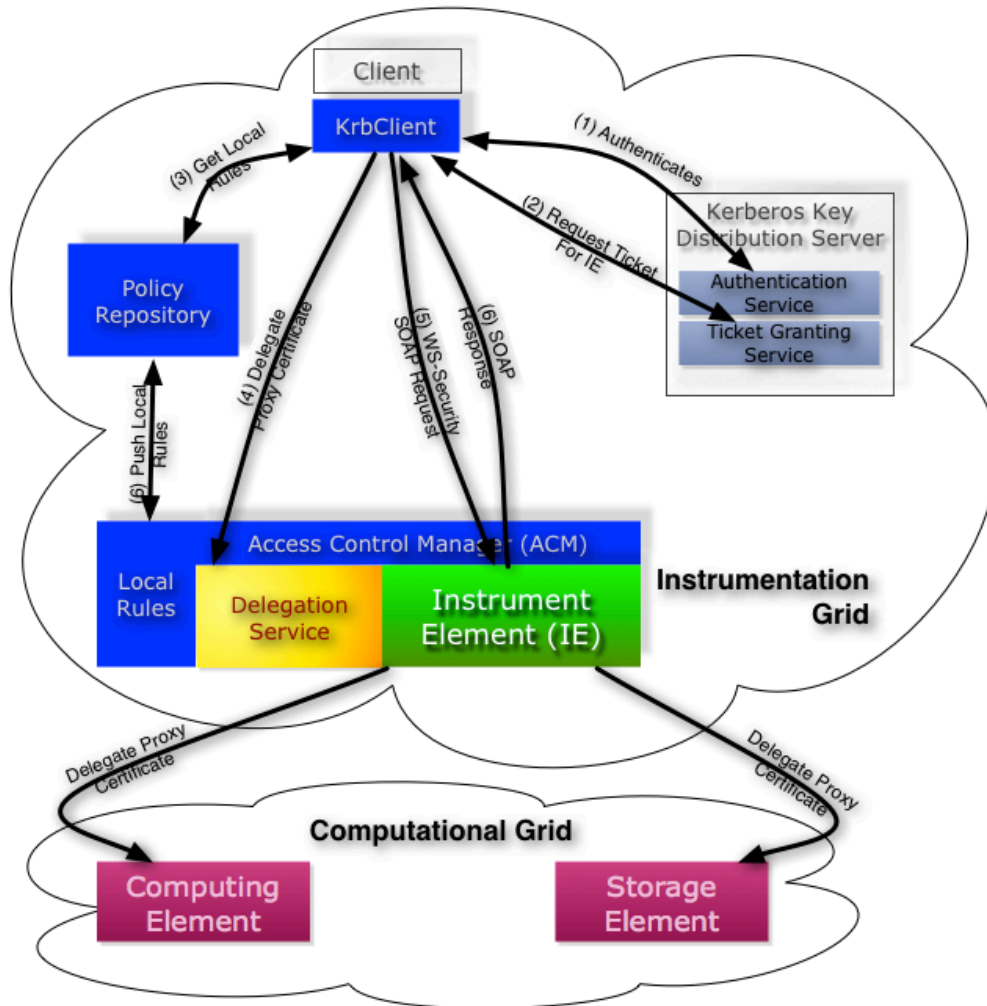 Client
KrbClient
(1) Authenticates
(3) Get Local
Rules
(2) Request Ticket
For IE
Kerberos Key
Distribution Server
Authentication
Service
Ticket Granting
Service
Policy
Repository
(4) Delegate
Proxy Certificate
(5) WS-Security
SOAP Request
(6) SOAP
Response
(6) Push Local
Rules
Access Control Manager (ACM)
Local
Rules
Delegation
Service
Instrument
Element (IE)
Instrumentation
Grid
Delegate Proxy
Certificate
Delegate Proxy
Certificate
Computational Grid
Computing
Element
Storage
Element